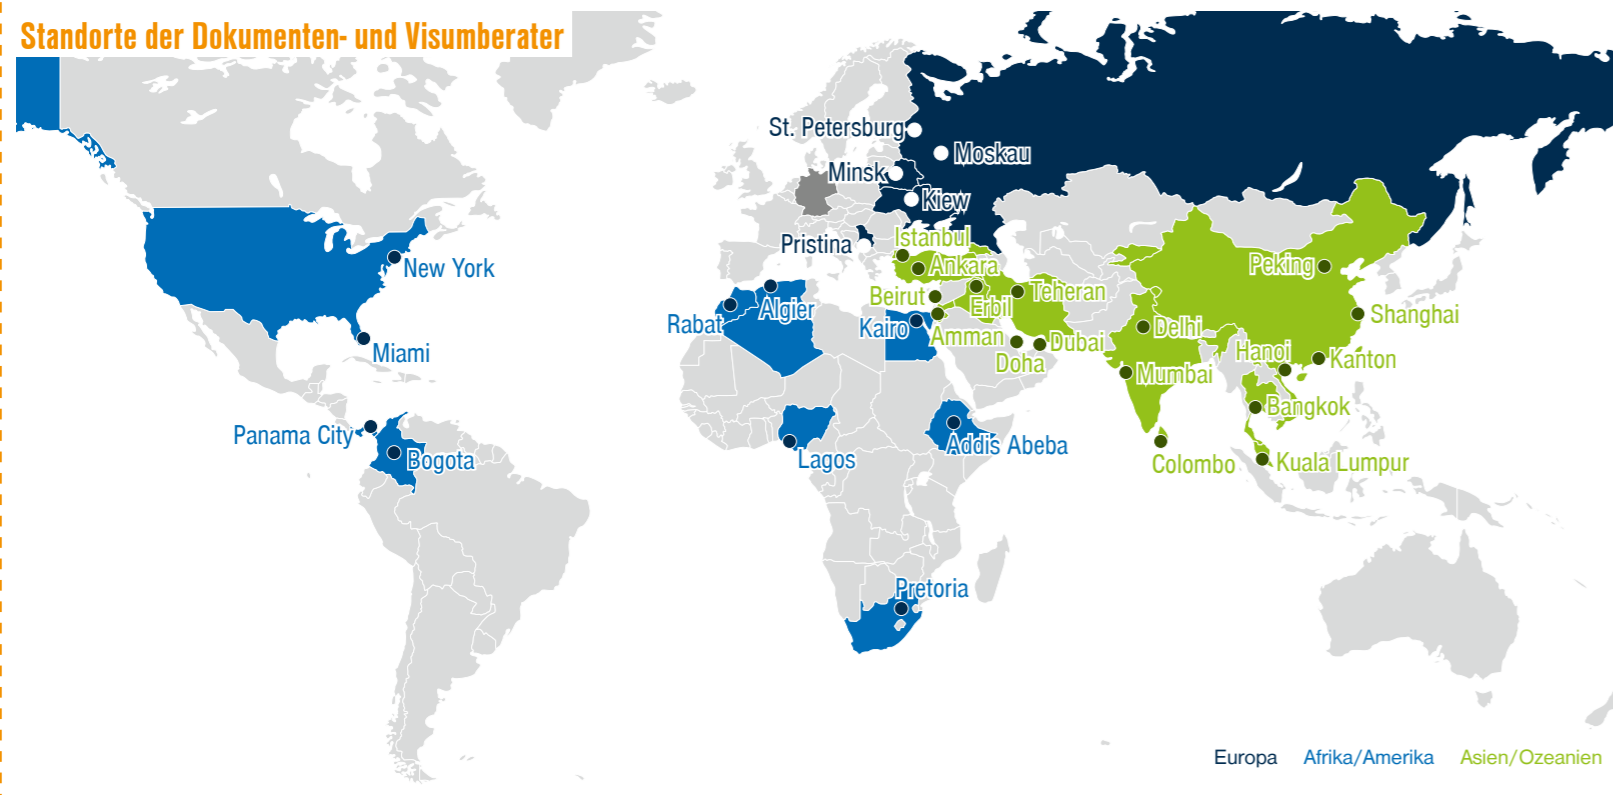 Standorte der Dokumenten- und Visumberater
St. Petersburg
Moskau
Minsk
Kiew
Pristina
Istanbul
Ankara
New York
Peking
Beirut
Erbil
Teheran
Algier
Rabat
Kairo
Amman
Doha
Dubai
Delhi
Shanghai
Miami
Hanoi
Kanton
Mumbai
Bangkok
Panama City
Bogota
Lagos
Addis Abeba
Colombo
Kuala Lumpur
Pretoria
Europa Afrika/Amerika Asien/Ozeanien